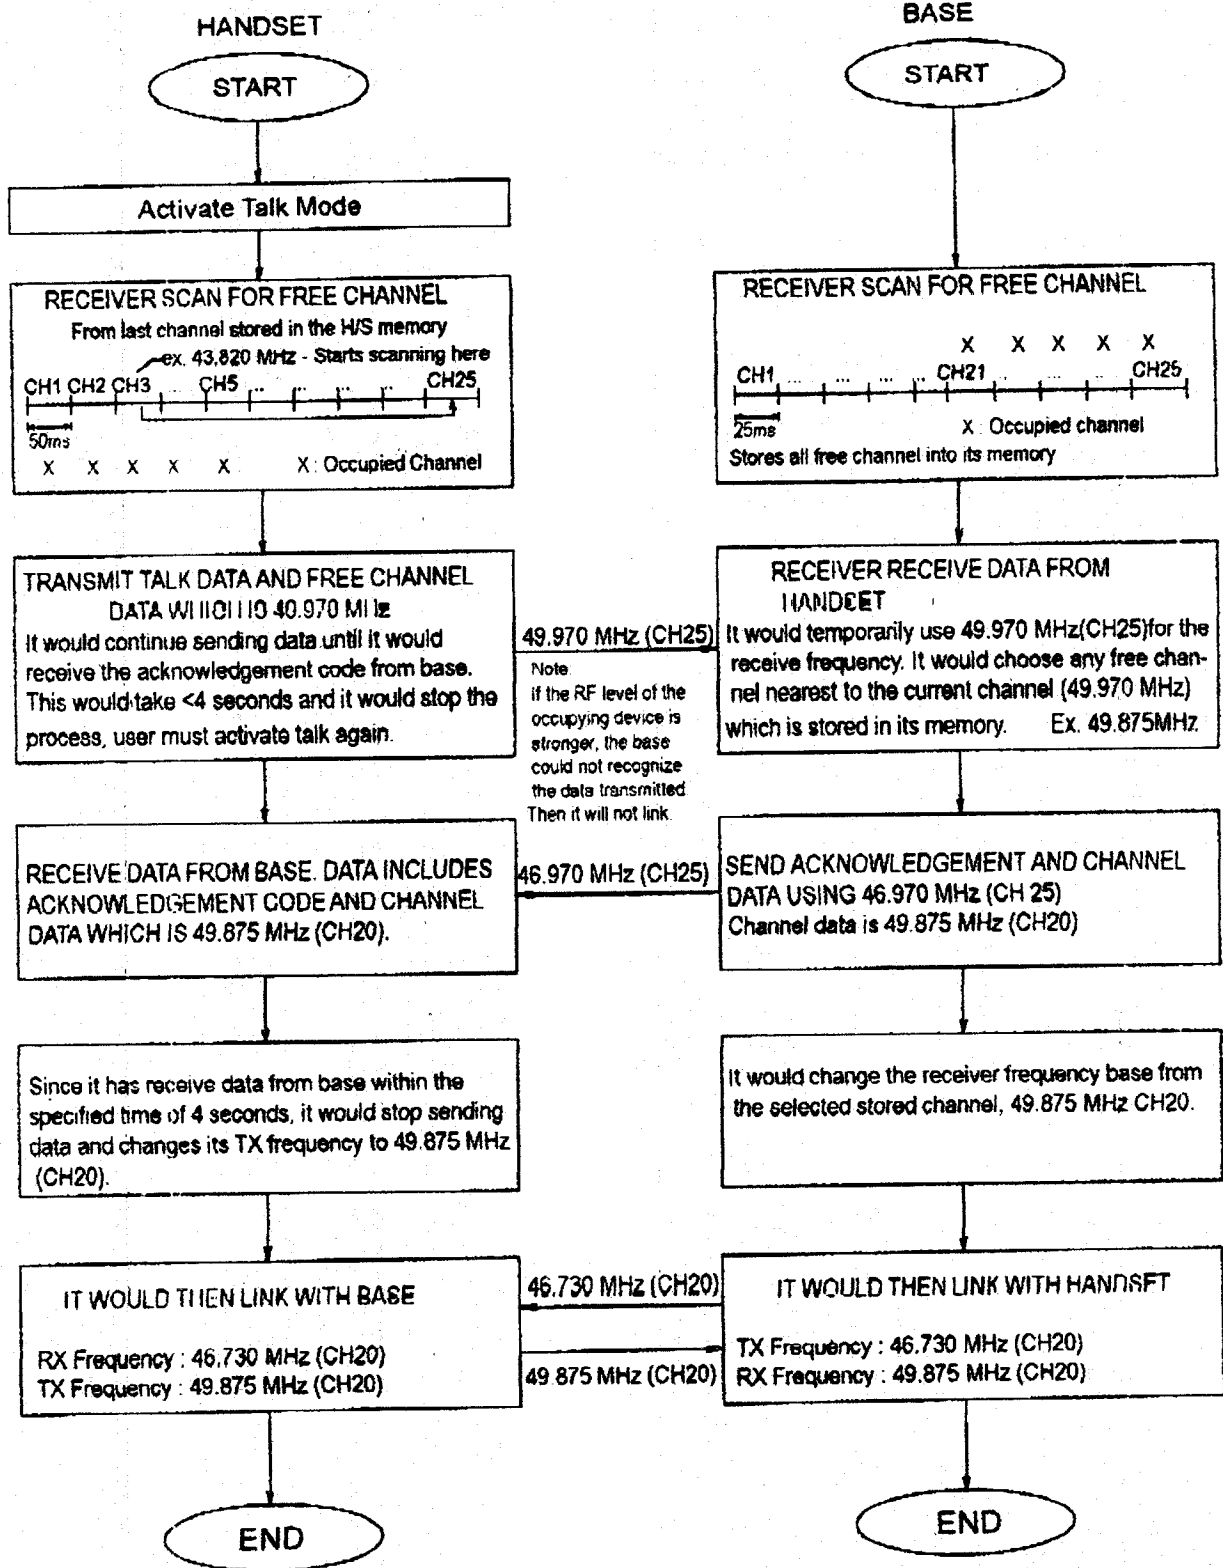 HANDSET
START
Activate Talk Mode
RECEIVER SCAN FOR FREE CHANNEL
From last channel stored in the H/S memory
ex. 43.820 MHz - Starts scanning here
CH1 CH2 CH3 .. CH5 .. .. .. .. CH25
50ms
X X X X X X : Occupied Channel
TRANSMIT TALK DATA AND FREE CHANNEL
DATA
It would continue sending data until it would
receive the acknowledgement code from base.
This would take <4 seconds and it would stop the
process, user must activate talk again.
RECEIVE DATA FROM BASE. DATA INCLUDES
ACKNOWLEDGEMENT CODE AND CHANNEL
DATA WHICH IS 49.875 MHz (CH20).
Since it has receive data from base within the
specified time of 4 seconds, it would stop sending
data and changes its TX frequency to 49.875 MHz
(CH20).
IT WOULD THEN LINK WITH BASE
RX Frequency : 46.730 MHz (CH20)
TX Frequency : 49.875 MHz (CH20)
END
49.970 MHz (CH25)
Note
if the RF level of the
occupying device is
stronger, the base
could not recognize
the data transmitted
Then it will not link
46.970 MHz (CH25)
46.730 MHz (CH20)
49.875 MHz (CH20)
BASE
START
RECEIVER SCAN FOR FREE CHANNEL
X X X X X
CH1 ... ... ... .. CH21 .. .. .. CH25
25ms
X : Occupied channel
Stores all free channel into its memory
RECEIVER RECEIVE DATA FROM
HANDSET
It would temporarily use 49.970 MHz(CH25)for the
receive frequency. It would choose any free chan-
nel nearest to the current channel (49.970 MHz)
which is stored in its memory. Ex. 49.875MHz
SEND ACKNOWLEDGEMENT AND CHANNEL
DATA USING 46.970 MHz (CH 25)
Channel data is 49.875 MHz (CH20)
It would change the receiver frequency base from
the selected stored channel, 49.875 MHz CH20.
IT WOULD THEN LINK WITH HANDSET
TX Frequency : 46.730 MHz (CH20)
RX Frequency : 49.875 MHz (CH20)
END